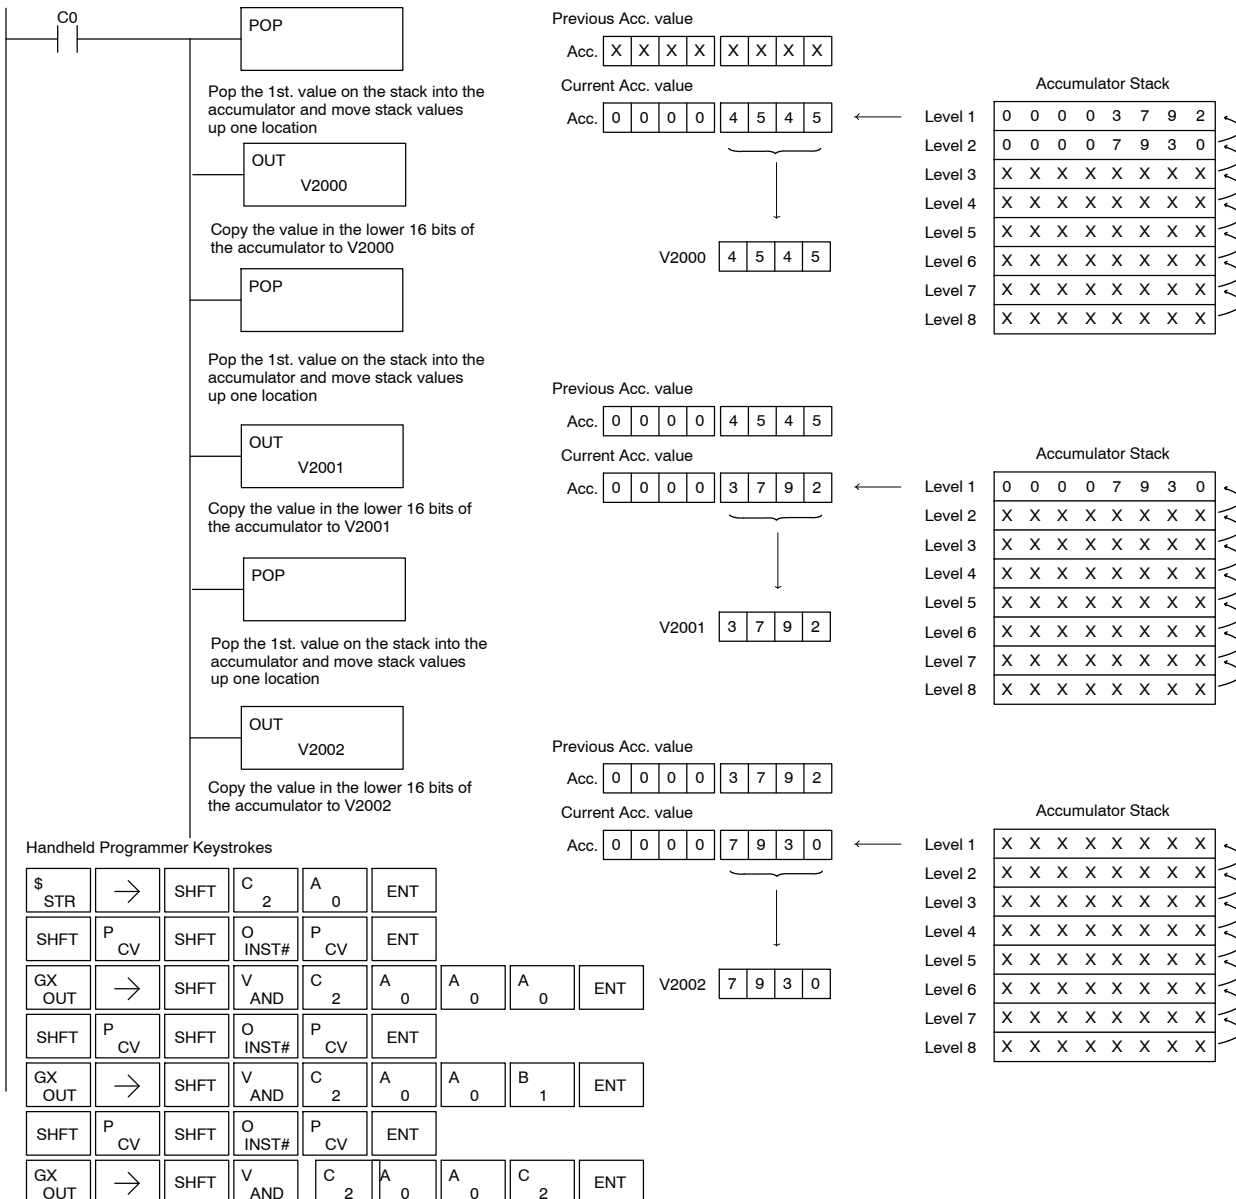 C0
POP
Pop the 1st. value on the stack into the
accumulator and move stack values
up one location
OUT
V2000
Copy the value in the lower 16 bits of
the accumulator to V2000
POP
Pop the 1st. value on the stack into the
accumulator and move stack values
up one location
OUT
V2001
Copy the value in the lower 16 bits of
the accumulator to V2001
POP
Pop the 1st. value on the stack into the
accumulator and move stack values
up one location
OUT
V2002
Copy the value in the lower 16 bits of
the accumulator to V2002
Previous Acc. value
Acc. X X X X X X X X
Current Acc. value
Acc. 0 0 0 0 4 5 4 5
V2000 4 5 4 5
Accumulator Stack
Level 1 0 0 0 0 3 7 9 2
Level 2 0 0 0 0 7 9 3 0
Level 3 X X X X X X X X
Level 4 X X X X X X X X
Level 5 X X X X X X X X
Level 6 X X X X X X X X
Level 7 X X X X X X X X
Level 8 X X X X X X X X
Previous Acc. value
Acc. 0 0 0 0 4 5 4 5
Current Acc. value
Acc. 0 0 0 0 3 7 9 2
V2001 3 7 9 2
Accumulator Stack
Level 1 0 0 0 0 7 9 3 0
Level 2 X X X X X X X X
Level 3 X X X X X X X X
Level 4 X X X X X X X X
Level 5 X X X X X X X X
Level 6 X X X X X X X X
Level 7 X X X X X X X X
Level 8 X X X X X X X X
Previous Acc. value
Acc. 0 0 0 0 3 7 9 2
Current Acc. value
Acc. 0 0 0 0 7 9 3 0
V2002 7 9 3 0
Accumulator Stack
Level 1 X X X X X X X X
Level 2 X X X X X X X X
Level 3 X X X X X X X X
Level 4 X X X X X X X X
Level 5 X X X X X X X X
Level 6 X X X X X X X X
Level 7 X X X X X X X X
Level 8 X X X X X X X X
Handheld Programmer Keystrokes
$ STR → SHFT C 2 A 0 ENT
SHFT P CV SHFT O INST# P CV ENT
GX OUT → SHFT V AND C 2 A 0 A 0 A 0 ENT
SHFT P CV SHFT O INST# P CV ENT
GX OUT → SHFT V AND C 2 A 0 A 0 B 1 ENT
SHFT P CV SHFT O INST# P CV ENT
GX OUT → SHFT V AND C 2 A 0 A 0 C 2 ENT